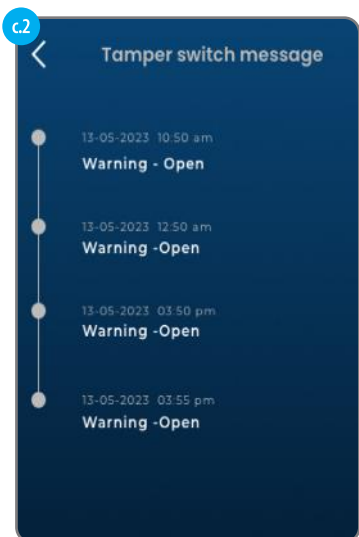 c.2
Tamper switch message
13-05-2023 10:50 am
Warning - Open
13-05-2023 12:50 am
Warning -Open
13-05-2023 03:50 pm
Warning -Open
13-05-2023 03:55 pm
Warning -Open